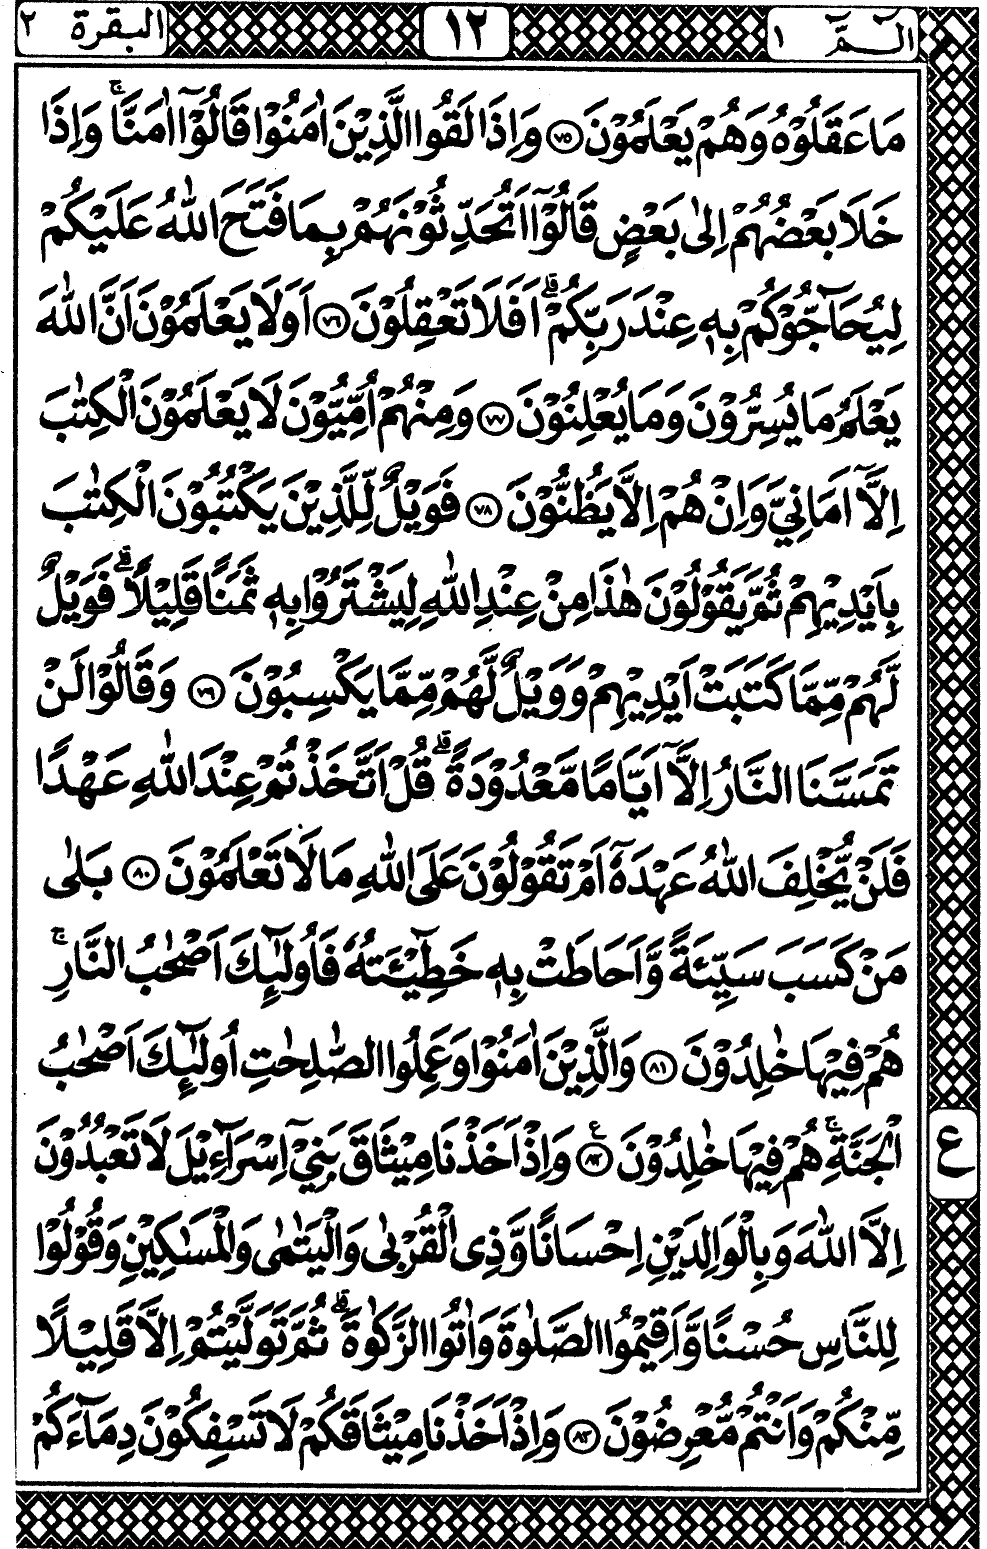 الٓـمّٓ ١ ١٢ البقرة ٢
مَا عَقَلُوْهُ وَهُمْ يَعْلَمُوْنَ ﴿٧٥﴾ وَاِذَا لَقُوا الَّذِيْنَ اٰمَنُوْا قَالُوْٓا اٰمَنَّا ۚ وَاِذَا
خَلَا بَعْضُهُمْ اِلٰى بَعْضٍ قَالُوْٓا اَتُحَدِّثُوْنَهُمْ بِمَا فَتَحَ اللّٰهُ عَلَيْكُمْ
لِيُحَآجُّوْكُمْ بِهٖ عِنْدَ رَبِّكُمْ ؕ اَفَلَا تَعْقِلُوْنَ ﴿٧٦﴾ اَوَلَا يَعْلَمُوْنَ اَنَّ اللّٰهَ
يَعْلَمُ مَا يُسِرُّوْنَ وَمَا يُعْلِنُوْنَ ﴿٧٧﴾ وَمِنْهُمْ اُمِّيُّوْنَ لَا يَعْلَمُوْنَ الْكِتٰبَ
اِلَّآ اَمَانِيَّ وَاِنْ هُمْ اِلَّا يَظُنُّوْنَ ﴿٧٨﴾ فَوَيْلٌ لِّلَّذِيْنَ يَكْتُبُوْنَ الْكِتٰبَ
بِاَيْدِيْهِمْ ثُمَّ يَقُوْلُوْنَ هٰذَا مِنْ عِنْدِ اللّٰهِ لِيَشْتَرُوْا بِهٖ ثَمَنًا قَلِيْلًا ؕ فَوَيْلٌ
لَّهُمْ مِّمَّا كَتَبَتْ اَيْدِيْهِمْ وَوَيْلٌ لَّهُمْ مِّمَّا يَكْسِبُوْنَ ﴿٧٩﴾ وَقَالُوْا لَنْ
تَمَسَّنَا النَّارُ اِلَّآ اَيَّامًا مَّعْدُوْدَةً ؕ قُلْ اَتَّخَذْتُمْ عِنْدَ اللّٰهِ عَهْدًا
فَلَنْ يُّخْلِفَ اللّٰهُ عَهْدَهٗٓ اَمْ تَقُوْلُوْنَ عَلَى اللّٰهِ مَا لَا تَعْلَمُوْنَ ﴿٨٠﴾ بَلٰى
مَنْ كَسَبَ سَيِّئَةً وَّاَحَاطَتْ بِهٖ خَطِيْٓئَتُهٗ فَاُولٰٓئِكَ اَصْحٰبُ النَّارِ ۚ
هُمْ فِيْهَا خٰلِدُوْنَ ﴿٨١﴾ وَالَّذِيْنَ اٰمَنُوْا وَعَمِلُوا الصّٰلِحٰتِ اُولٰٓئِكَ اَصْحٰبُ
الْجَنَّةِ ۚ هُمْ فِيْهَا خٰلِدُوْنَ ﴿٨٢﴾ ع وَاِذْ اَخَذْنَا مِيْثَاقَ بَنِيْٓ اِسْرَآءِيْلَ لَا تَعْبُدُوْنَ ع
اِلَّا اللّٰهَ وَبِالْوَالِدَيْنِ اِحْسَانًا وَّذِى الْقُرْبٰى وَالْيَتٰمٰى وَالْمَسٰكِيْنِ وَقُوْلُوْا
لِلنَّاسِ حُسْنًا وَّاَقِيْمُوا الصَّلٰوةَ وَاٰتُوا الزَّكٰوةَ ؕ ثُمَّ تَوَلَّيْتُمْ اِلَّا قَلِيْلًا
مِّنْكُمْ وَاَنْتُمْ مُّعْرِضُوْنَ ﴿٨٣﴾ وَاِذْ اَخَذْنَا مِيْثَاقَكُمْ لَا تَسْفِكُوْنَ دِمَآءَكُمْ